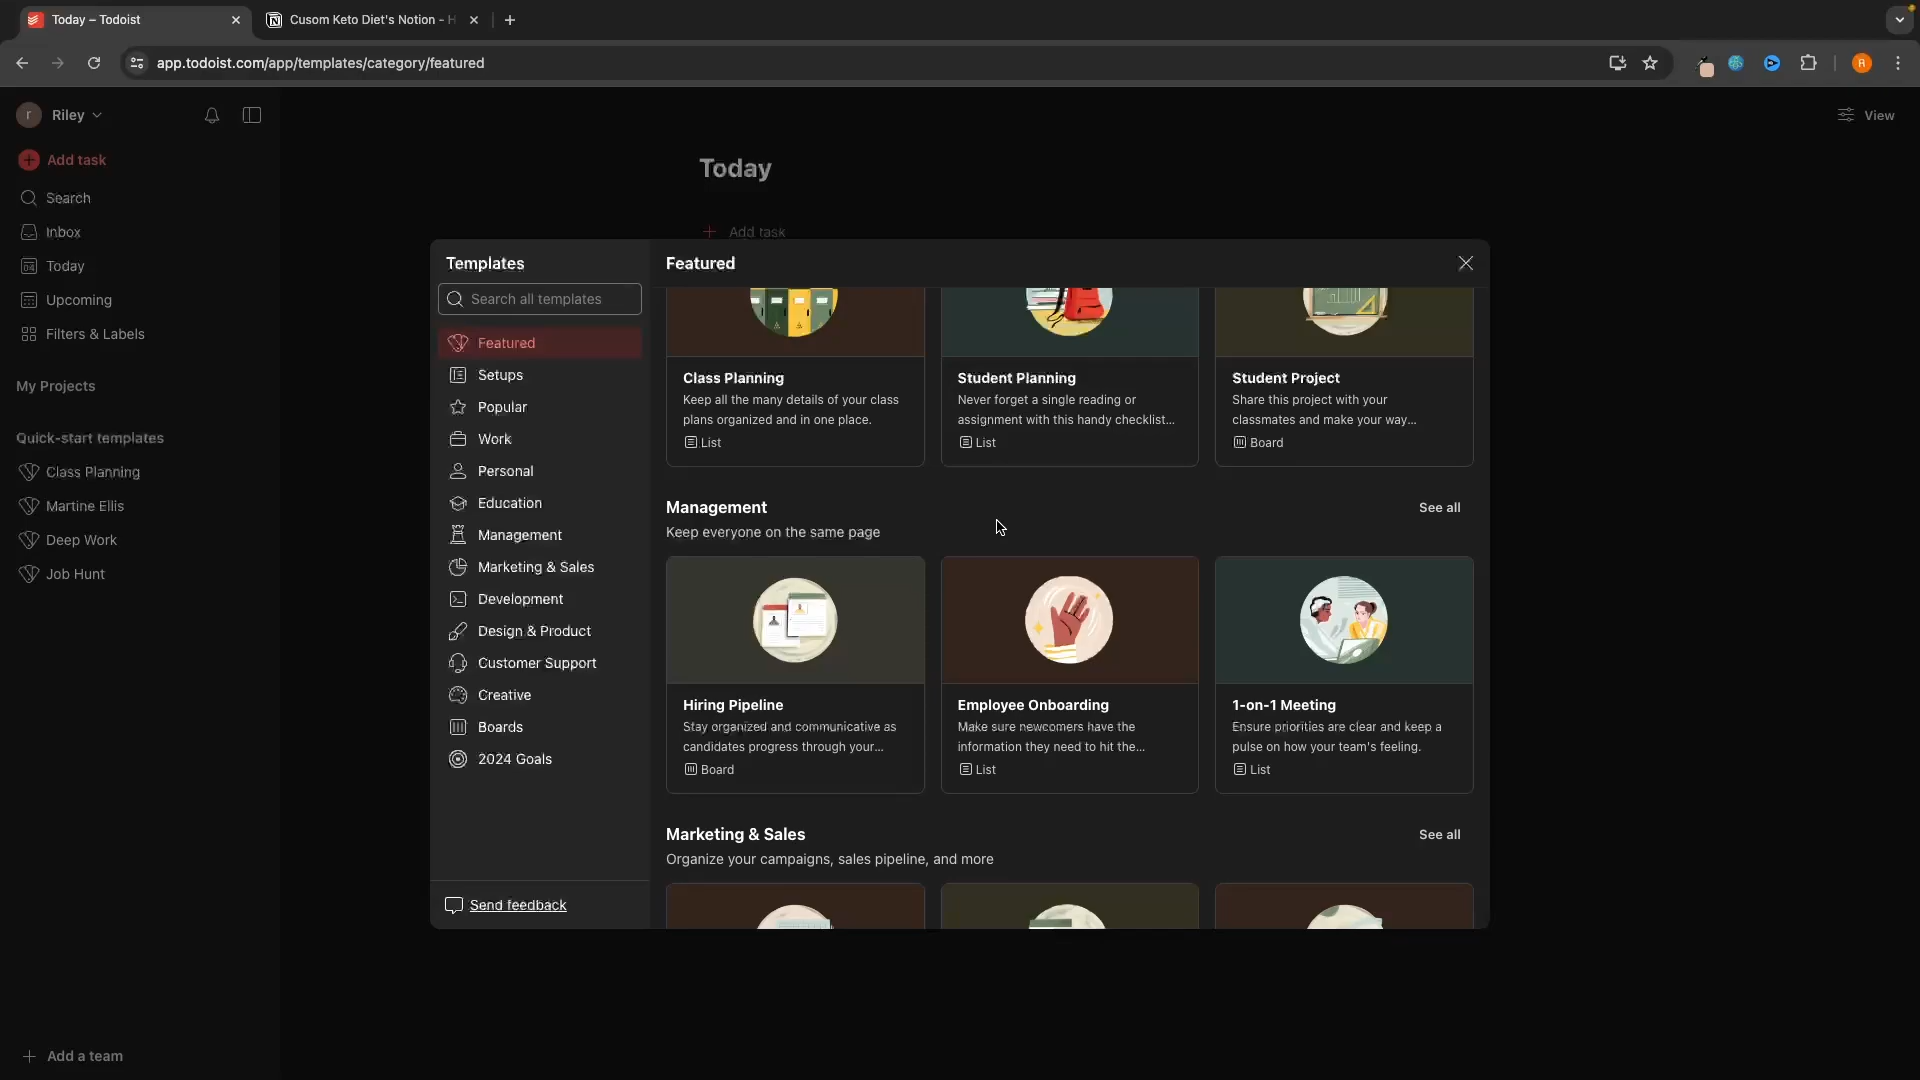 Today – Todoist
Cusom Keto Diet's Notion - H
app.todoist.com/app/templates/category/featured
R
r
Riley
View
Add task
Search
Inbox
Today
Upcoming
Filters & Labels
My Projects
Quick-start templates
Class Planning
Martine Ellis
Deep Work
Job Hunt
Add a team
Today
Add task
Templates
Search all templates
Featured
Setups
Popular
Work
Personal
Education
Management
Marketing & Sales
Development
Design & Product
Customer Support
Creative
Boards
2024 Goals
Send feedback
Featured
Class Planning
Keep all the many details of your class
plans organized and in one place.
List
Student Planning
Never forget a single reading or
assignment with this handy checklist...
List
Student Project
Share this project with your
classmates and make your way...
Board
Management
See all
Keep everyone on the same page
Hiring Pipeline
Stay organized and communicative as
candidates progress through your...
Board
Employee Onboarding
Make sure newcomers have the
information they need to hit the...
List
1-on-1 Meeting
Ensure priorities are clear and keep a
pulse on how your team's feeling.
List
Marketing & Sales
See all
Organize your campaigns, sales pipeline, and more